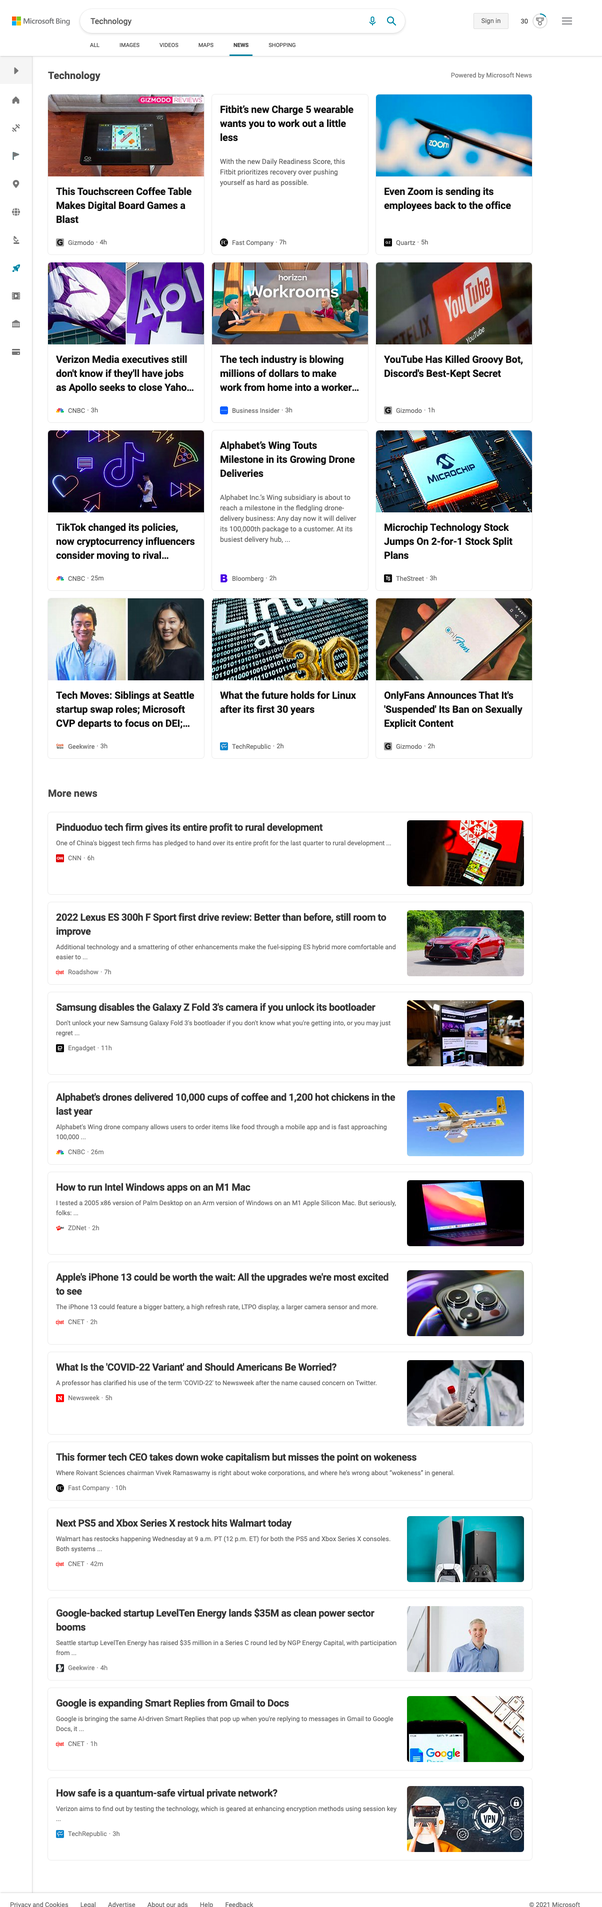 Microsoft Bing
Technology
Sign in
30
ALL IMAGES VIDEOS MAPS NEWS SHOPPING
Technology
Powered by Microsoft News
GIZMODO REVIEWS
This Touchscreen Coffee Table
Makes Digital Board Games a
Blast
Gizmodo · 4h
Fitbit's new Charge 5 wearable
wants you to work out a little
less
With the new Daily Readiness Score, this
Fitbit prioritizes recovery over pushing
yourself as hard as possible.
Fast Company · 7h
zoom
Even Zoom is sending its
employees back to the office
Quartz · 5h
Aol
Verizon Media executives still
don't know if they'll have jobs
as Apollo seeks to close Yaho...
CNBC · 3h
horizon
Workrooms
The tech industry is blowing
millions of dollars to make
work from home into a worker...
Business Insider · 3h
YouTube
YouTube
YouTube Has Killed Groovy Bot,
Discord's Best-Kept Secret
Gizmodo · 1h
TikTok changed its policies,
now cryptocurrency influencers
consider moving to rival...
CNBC · 25m
Alphabet's Wing Touts
Milestone in its Growing Drone
Deliveries
Alphabet Inc.'s Wing subsidiary is about to
reach a milestone in the fledgling drone-
delivery business: Any day now it will deliver
its 100,000th package to a customer. At its
busiest delivery hub, ...
Bloomberg · 2h
MICROCHIP
Microchip Technology Stock
Jumps On 2-for-1 Stock Split
Plans
TheStreet · 3h
Tech Moves: Siblings at Seattle
startup swap roles; Microsoft
CVP departs to focus on DEI;...
Geekwire · 3h
Linux
at 30
What the future holds for Linux
after its first 30 years
TechRepublic · 2h
OnlyFans
OnlyFans Announces That It's
'Suspended' Its Ban on Sexually
Explicit Content
Gizmodo · 2h
More news
Pinduoduo tech firm gives its entire profit to rural development
One of China's biggest tech firms has pledged to hand over its entire profit for the last quarter to rural development ...
CNN · 6h
2022 Lexus ES 300h F Sport first drive review: Better than before, still room to
improve
Additional technology and a smattering of other enhancements make the fuel-sipping ES hybrid more comfortable and
easier to ...
Roadshow · 7h
Samsung disables the Galaxy Z Fold 3's camera if you unlock its bootloader
Don't unlock your new Samsung Galaxy Fold 3's bootloader if you don't know what you're getting into, or you may just
regret ...
Engadget · 11h
Alphabet's drones delivered 10,000 cups of coffee and 1,200 hot chickens in the
last year
Alphabet's Wing drone company allows users to order items like food through a mobile app and is fast approaching
100,000 ...
CNBC · 26m
How to run Intel Windows apps on an M1 Mac
I tested a 2005 x86 version of Palm Desktop on an Arm version of Windows on an M1 Apple Silicon Mac. But seriously,
folks: ...
ZDNet · 2h
Apple's iPhone 13 could be worth the wait: All the upgrades we're most excited
to see
The iPhone 13 could feature a bigger battery, a high refresh rate, LTPO display, a larger camera sensor and more.
CNET · 2h
What Is the 'COVID-22 Variant' and Should Americans Be Worried?
A professor has clarified his use of the term 'COVID-22' to Newsweek after the name caused concern on Twitter.
Newsweek · 5h
This former tech CEO takes down woke capitalism but misses the point on wokeness
Where Roivant Sciences chairman Vivek Ramaswamy is right about woke corporations, and where he's wrong about "wokeness" in general.
Fast Company · 10h
Next PS5 and Xbox Series X restock hits Walmart today
Walmart has restocks happening Wednesday at 9 a.m. PT (12 p.m. ET) for both the PS5 and Xbox Series X consoles.
Both systems ...
CNET · 42m
Google-backed startup LevelTen Energy lands $35M as clean power sector
booms
Seattle startup LevelTen Energy has raised $35 million in a Series C round led by NGP Energy Capital, with participation
from ...
Geekwire · 4h
Google is expanding Smart Replies from Gmail to Docs
Google is bringing the same AI-driven Smart Replies that pop up when you're replying to messages in Gmail to Google
Docs, it ...
CNET · 1h
Google
How safe is a quantum-safe virtual private network?
Verizon aims to find out by testing the technology, which is geared at enhancing encryption methods using session key
...
TechRepublic · 3h
VPN
Privacy and Cookies Legal Advertise About our ads Help Feedback
© 2021 Microsoft